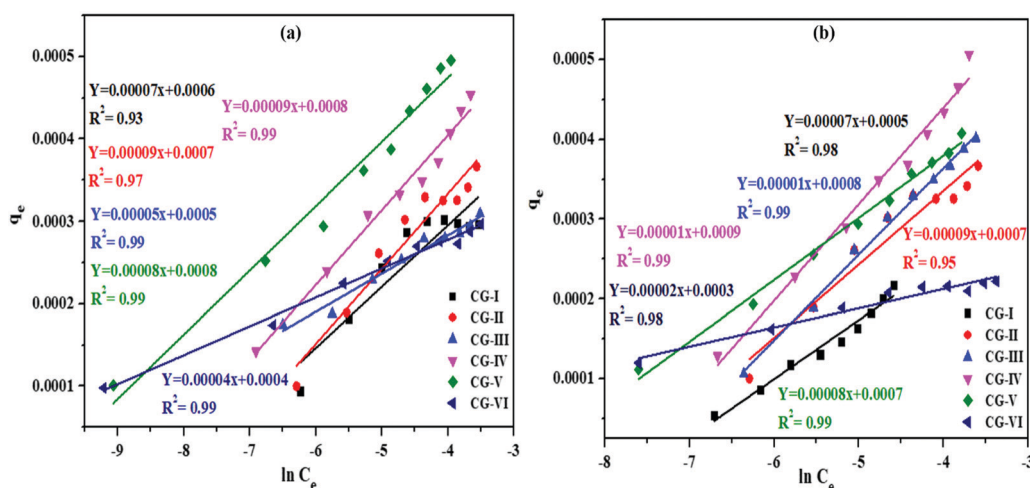 (a)
q_e
0.0005
0.0004
0.0003
0.0002
0.0001
Y=0.00007x+0.0006
R²= 0.93
Y=0.00009x+0.0008
R²= 0.99
Y=0.00009x+0.0007
R²= 0.97
Y=0.00005x+0.0005
R²= 0.99
Y=0.00008x+0.0008
R²= 0.99
Y=0.00004x+0.0004
R²= 0.99
CG-I
CG-II
CG-III
CG-IV
CG-V
CG-VI
-9 -8 -7 -6 -5 -4 -3
ln C_e
(b)
q_e
0.0005
0.0004
0.0003
0.0002
0.0001
Y=0.00007x+0.0005
R²= 0.98
Y=0.00001x+0.0008
R²= 0.99
Y=0.00001x+0.0009
R²= 0.99
Y=0.00009x+0.0007
R²= 0.95
Y=0.00002x+0.0003
R²= 0.98
Y=0.00008x+0.0007
R²= 0.99
CG-I
CG-II
CG-III
CG-IV
CG-V
CG-VI
-8 -7 -6 -5 -4 -3
ln C_e